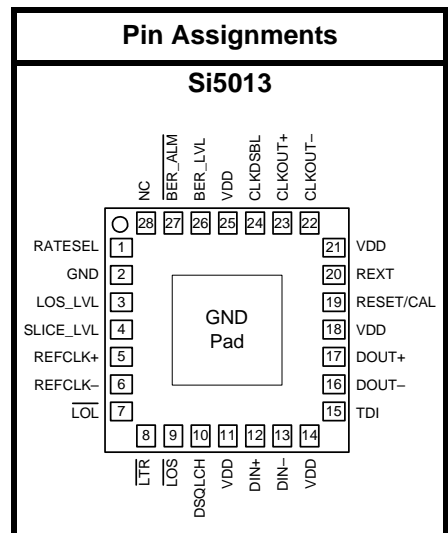 Pin Assignments
Si5013
NC
BER_ALM
BER_LVL
VDD
CLKDSBL
CLKOUT+
CLKOUT–
28 27 26 25 24 23 22
RATESEL 1
GND 2
LOS_LVL 3
SLICE_LVL 4
REFCLK+ 5
REFCLK– 6
LOL 7
GND
Pad
21 VDD
20 REXT
19 RESET/CAL
18 VDD
17 DOUT+
16 DOUT–
15 TDI
8 9 10 11 12 13 14
LTR
LOS
DSQLCH
VDD
DIN+
DIN–
VDD